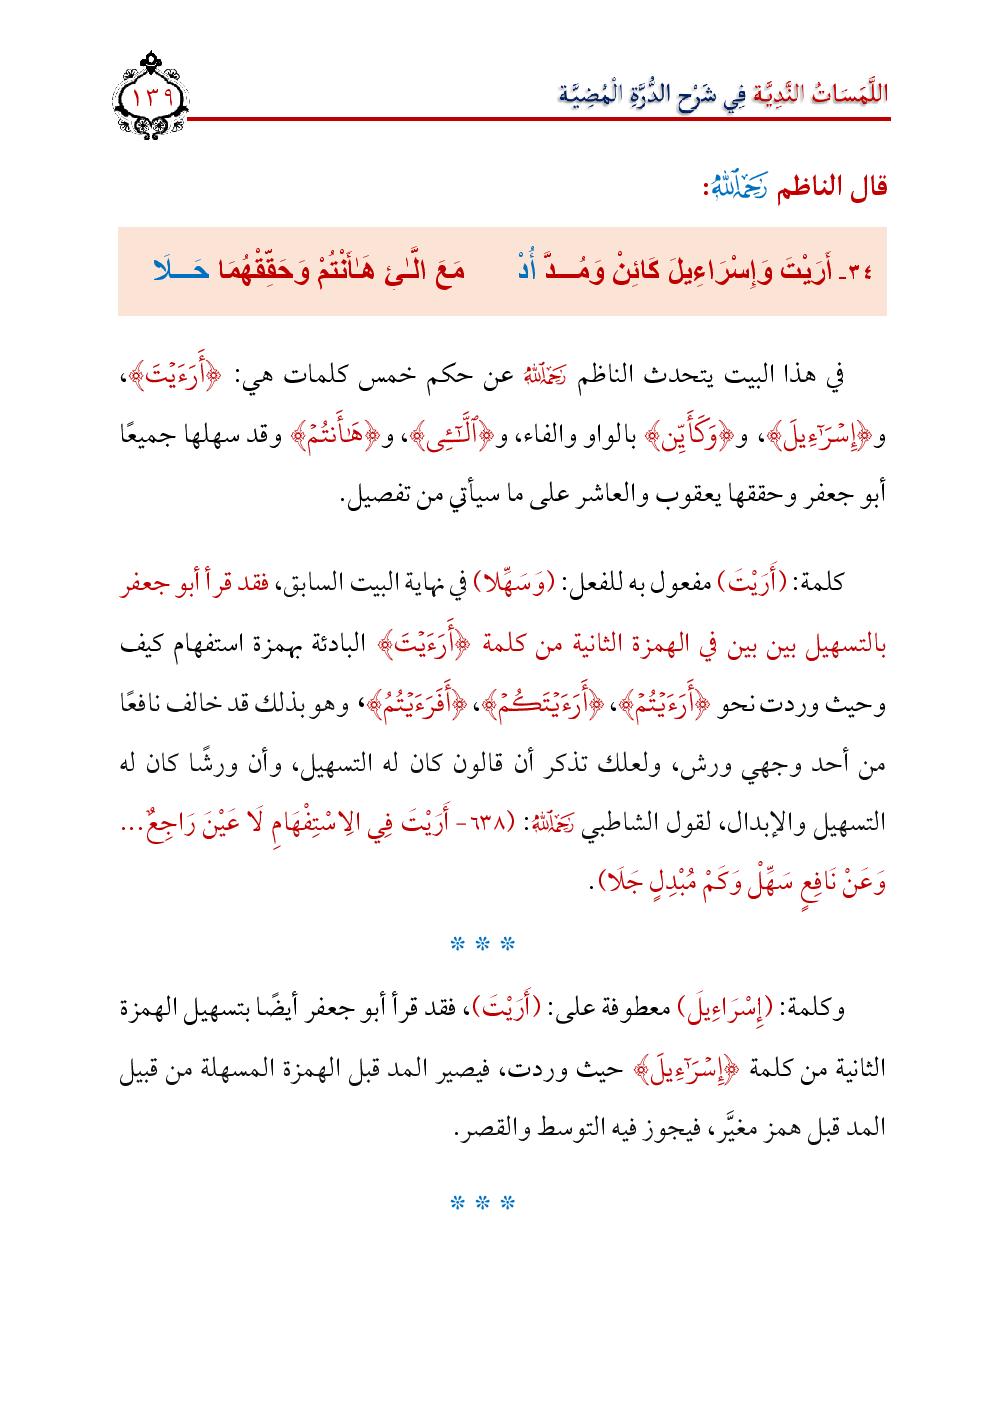 اللَّمَسَاتُ النَّدِيَّة فِي شَرْحِ الدُّرَّةِ الْمُضِيَّة
١٣٩
قال الناظم رَحِمَهُ ٱللَّهُ:
٣٤- أَرَيْتَ وَإِسْرَاءِيلَ كَائِنْ وَمُـــدَّ أُدْ مَعَ الَّـٰئِ هَـٰأَنْتُمْ وَحَقِّقْهُمَا حَـــلَا
في هذا البيت يتحدث الناظم رَحِمَهُ ٱللَّهُ عن حكم خمس كلمات هي: ﴿أَرَءَيْتَ﴾،
و﴿إِسْرَٰٓءِيلَ﴾، و﴿وَكَأَيِّن﴾ بالواو والفاء، و﴿ٱلَّـٰٓـِٔى﴾، و﴿هَـٰٓأَنتُمْ﴾ وقد سهلها جميعًا
أبو جعفر وحققها يعقوب والعاشر على ما سيأتي من تفصيل.
كلمة: (أَرَيْتَ) مفعول به للفعل: (وَسَهِّلا) في نهاية البيت السابق، فقد قرأ أبو جعفر
بالتسهيل بين بين في الهمزة الثانية من كلمة ﴿أَرَءَيْتَ﴾ البادئة بهمزة استفهام كيف
وحيث وردت نحو ﴿أَرَءَيْتُمْ﴾، ﴿أَرَءَيْتَكُمْ﴾، ﴿أَفَرَءَيْتُمُ﴾، وهو بذلك قد خالف نافعًا
من أحد وجهي ورش، ولعلك تذكر أن قالون كان له التسهيل، وأن ورشًا كان له
التسهيل والإبدال، لقول الشاطبي رَحِمَهُ ٱللَّهُ: (٦٣٨- أَرَيْتَ فِي الِاسْتِفْهَامِ لَا عَيْنَ رَاجِعٌ...
وَعَنْ نَافِعٍ سَهِّلْ وَكَمْ مُبْدِلٍ جَلَا).
* * *
وكلمة: (إِسْرَاءِيلَ) معطوفة على: (أَرَيْتَ)، فقد قرأ أبو جعفر أيضًا بتسهيل الهمزة
الثانية من كلمة ﴿إِسْرَٰٓءِيلَ﴾ حيث وردت، فيصير المد قبل الهمزة المسهلة من قبيل
المد قبل همز مغيَّر، فيجوز فيه التوسط والقصر.
* * *